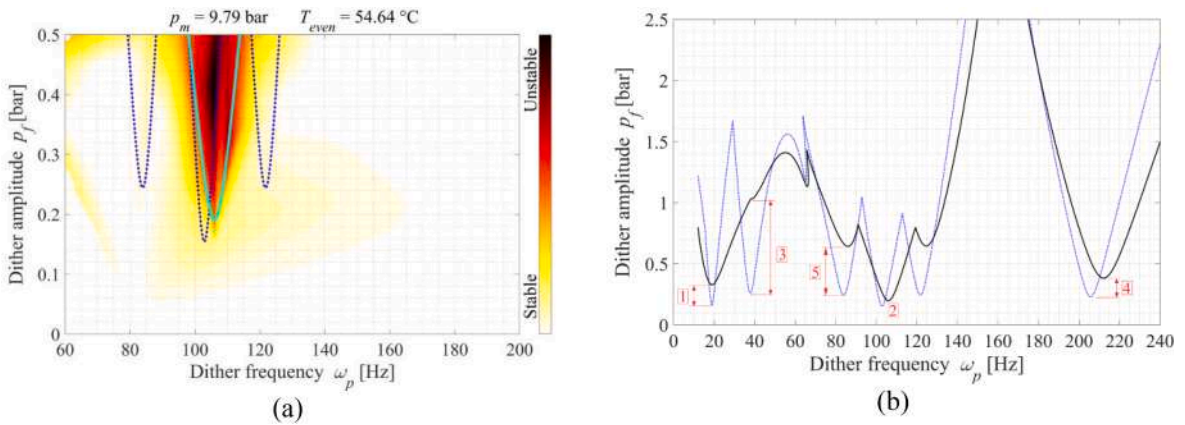 p_m = 9.79 bar T_even = 54.64 °C
Dither amplitude p_f [bar]
0.5
0.4
0.3
0.2
0.1
0
60 80 100 120 140 160 180 200
Dither frequency ω_p [Hz]
Unstable
Stable
(a)
Dither amplitude p_f [bar]
2.5
2
1.5
1
0.5
0
1
3
5
2
4
0 20 40 60 80 100 120 140 160 180 200 220 240
Dither frequency ω_p [Hz]
(b)